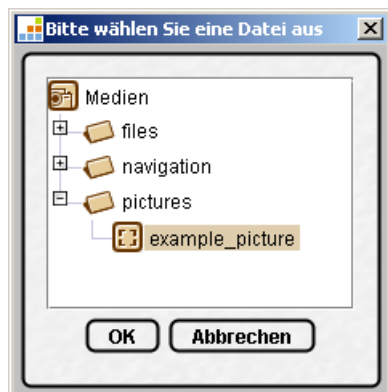 Bitte wählen Sie eine Datei aus
Medien
files
navigation
pictures
example_picture
OK Abbrechen